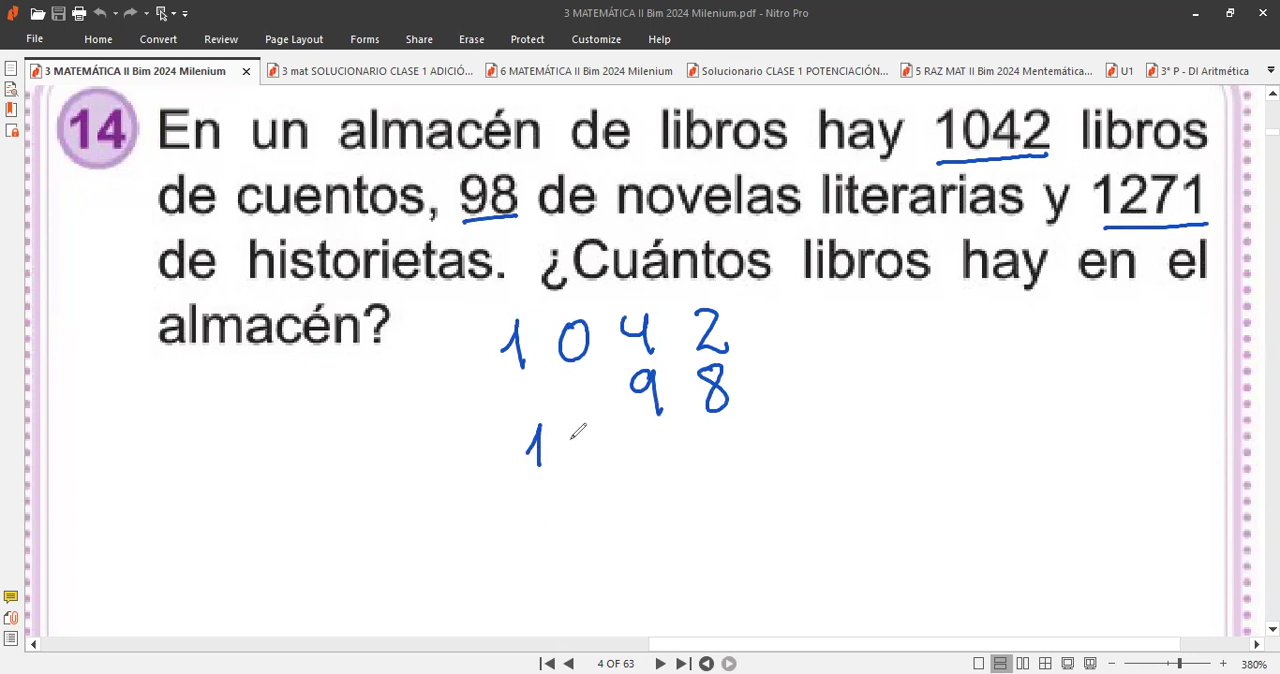 3 MATEMÁTICA II Bim 2024 Milenium.pdf - Nitro Pro
File Home Convert Review Page Layout Forms Share Erase Protect Customize Help
3 MATEMÁTICA II Bim 2024 Milenium 3 mat SOLUCIONARIO CLASE 1 ADICIÓ... 6 MATEMÁTICA II Bim 2024 Milenium Solucionario CLASE 1 POTENCIACIÓN... 5 RAZ MAT II Bim 2024 Mentemática... U1 3° P - DI Aritmética
14 En un almacén de libros hay 1042 libros
de cuentos, 98 de novelas literarias y 1271
de historietas. ¿Cuántos libros hay en el
almacén?
1 0 4 2
9 8
1
4 OF 63
380%